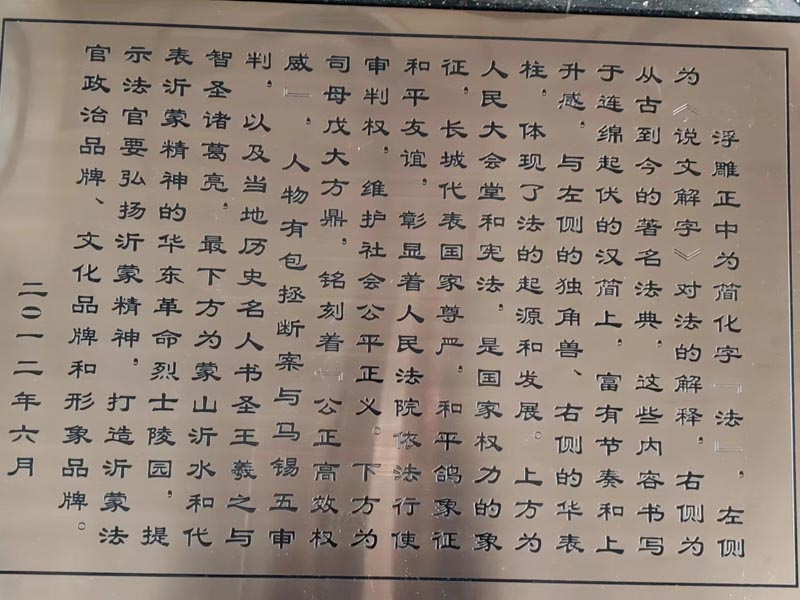 浮雕正中为简化字『法』，左侧
为《说文解字》对法的解释，右侧为
从古到今的著名法典，这些内容书写
于连绵起伏的汉简上，富有节奏和上
升感，与左侧的独角兽、右侧的华表
柱，体现了法的起源和发展。上方为
人民大会堂和宪法，是国家权力的象
征，长城代表国家尊严，和平鸽象征
和平友谊，彰显着人民法院依法行使
审判权，维护社会公平正义。下方为
司母戊大方鼎，铭刻着『公正高效权
威』，人物有包拯断案与马锡五审
判，以及当地历史名人书圣王羲之与
智圣诸葛亮，最下方为蒙山沂水和代
表沂蒙精神的华东革命烈士陵园，提
示法官要弘扬沂蒙精神，打造沂蒙法
官政治品牌、文化品牌和形象品牌。
二〇一二年六月